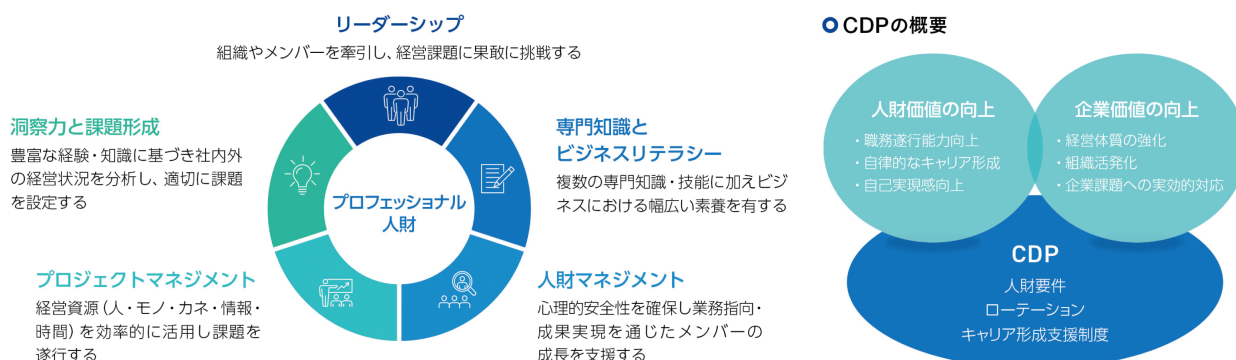 リーダーシップ
組織やメンバーを牽引し、経営課題に果敢に挑戦する
洞察力と課題形成
豊富な経験・知識に基づき社内外
の経営状況を分析し、適切に課題
を設定する
専門知識と
ビジネスリテラシー
複数の専門知識・技能に加えビジ
ネスにおける幅広い素養を有する
プロフェッショナル
人財
プロジェクトマネジメント
経営資源(人・モノ・カネ・情報・
時間)を効率的に活用し課題を
遂行する
人財マネジメント
心理的安全性を確保し業務指向・
成果実現を通じたメンバーの
成長を支援する
CDPの概要
人財価値の向上
・職務遂行能力向上
・自律的なキャリア形成
・自己実現感向上
企業価値の向上
・経営体質の強化
・組織活発化
・企業課題への実効的対応
CDP
人財要件
ローテーション
キャリア形成支援制度